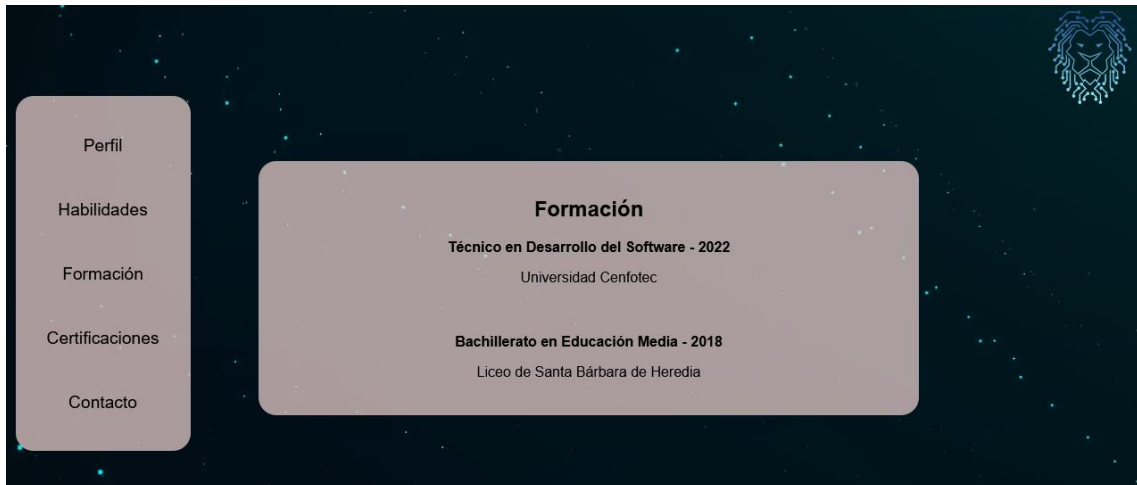 Perfil
Habilidades
Formación
Certificaciones
Contacto
Formación
Técnico en Desarrollo del Software - 2022
Universidad Cenfotec
Bachillerato en Educación Media - 2018
Liceo de Santa Bárbara de Heredia